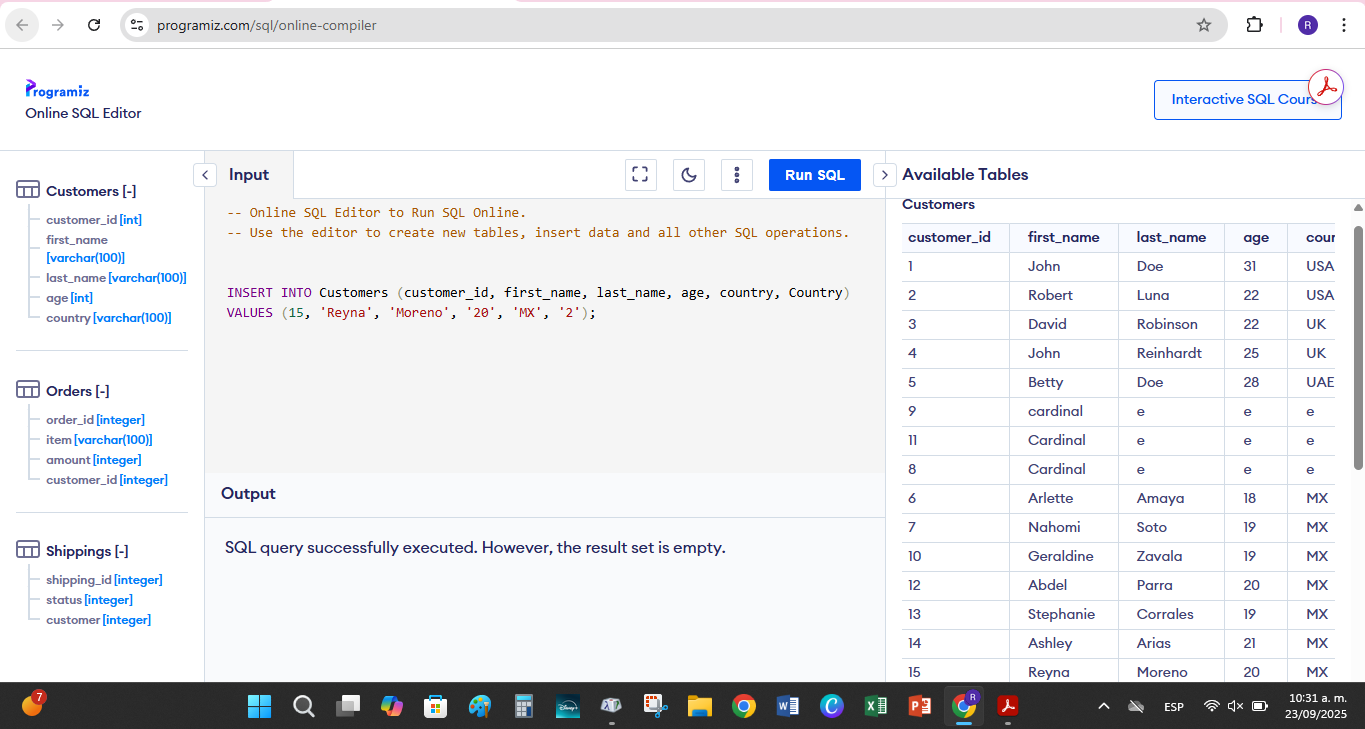 programiz.com/sql/online-compiler
R
Programiz
Online SQL Editor
Interactive SQL Cours
Customers [-]
customer_id [int]
first_name
[varchar(100)]
last_name [varchar(100)]
age [int]
country [varchar(100)]
Orders [-]
order_id [integer]
item [varchar(100)]
amount [integer]
customer_id [integer]
Shippings [-]
shipping_id [integer]
status [integer]
customer [integer]
Input
Run SQL
-- Online SQL Editor to Run SQL Online.
-- Use the editor to create new tables, insert data and all other SQL operations.
INSERT INTO Customers (customer_id, first_name, last_name, age, country, Country)
VALUES (15, 'Reyna', 'Moreno', '20', 'MX', '2');
Output
SQL query successfully executed. However, the result set is empty.
Available Tables
Customers
customer_id first_name last_name age cour
1 John Doe 31 USA
2 Robert Luna 22 USA
3 David Robinson 22 UK
4 John Reinhardt 25 UK
5 Betty Doe 28 UAE
9 cardinal e e e
11 Cardinal e e e
8 Cardinal e e e
6 Arlette Amaya 18 MX
7 Nahomi Soto 19 MX
10 Geraldine Zavala 19 MX
12 Abdel Parra 20 MX
13 Stephanie Corrales 19 MX
14 Ashley Arias 21 MX
15 Reyna Moreno 20 MX
7
Disney+
W
C
X
P
R
ESP
10:31 a. m.
23/09/2025